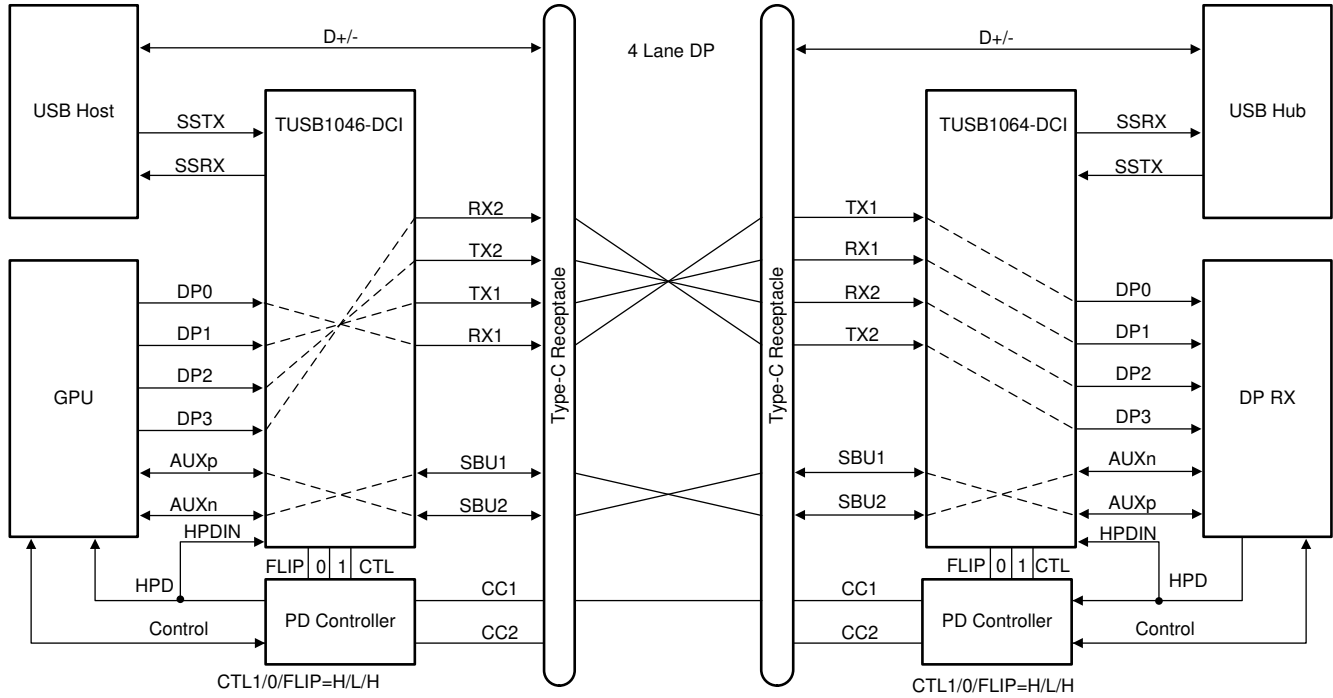 D+/-
4 Lane DP
D+/-
USB Host
SSTX
SSRX
TUSB1046-DCI
TUSB1064-DCI
SSRX
SSTX
USB Hub
RX2
TX2
TX1
RX1
Type-C Receptacle
Type-C Receptacle
TX1
RX1
RX2
TX2
GPU
DP0
DP1
DP2
DP3
AUXp
AUXn
HPDIN
SBU1
SBU2
SBU1
SBU2
DP0
DP1
DP2
DP3
AUXn
AUXp
HPDIN
DP RX
FLIP 0 1 CTL
FLIP 0 1 CTL
HPD
Control
PD Controller
CC1
CC2
CC1
CC2
PD Controller
HPD
Control
CTL1/0/FLIP=H/L/H
CTL1/0/FLIP=H/L/H